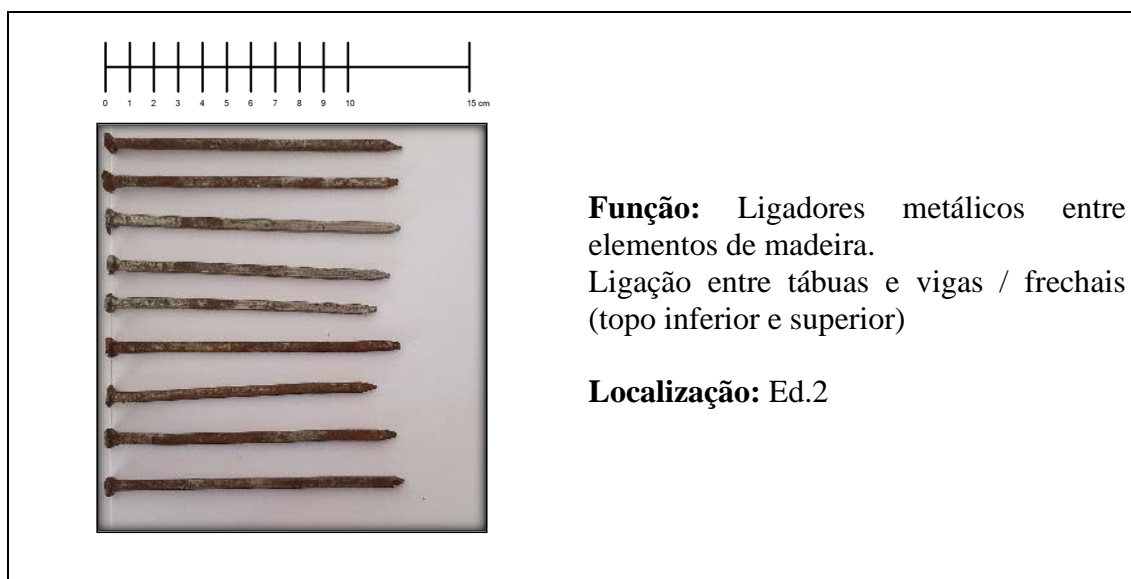 0 1 2 3 4 5 6 7 8 9 10 15 cm
Função: Ligadores metálicos entre
elementos de madeira.
Ligação entre tábuas e vigas / frechais
(topo inferior e superior)
Localização: Ed.2